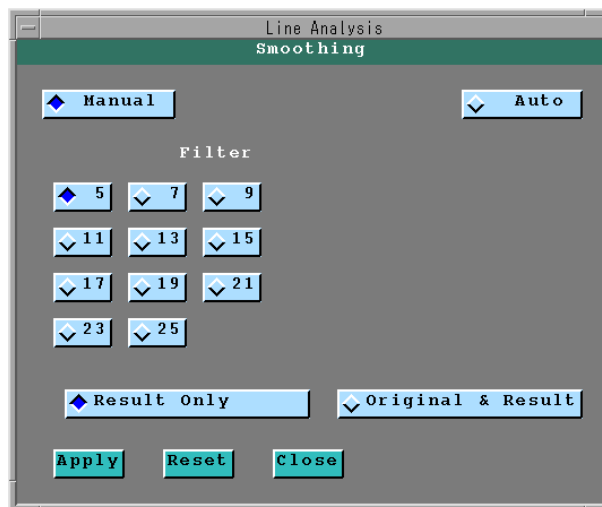 Line Analysis
Smoothing
Manual Auto
Filter
5 7 9
11 13 15
17 19 21
23 25
Result Only Original & Result
Apply Reset Close